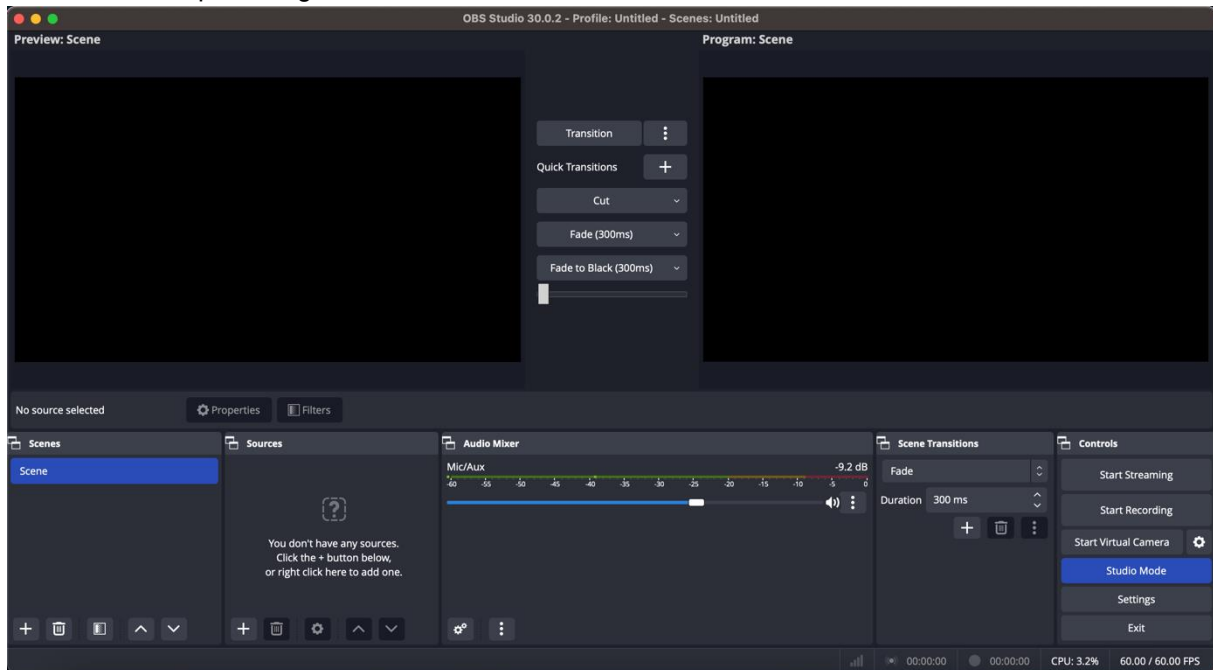 OBS Studio 30.0.2 - Profile: Untitled - Scenes: Untitled
Preview: Scene
Program: Scene
Transition
Quick Transitions
Cut
Fade (300ms)
Fade to Black (300ms)
No source selected
Properties
Filters
Scenes
Scene
Sources
You don't have any sources.
Click the + button below,
or right click here to add one.
Audio Mixer
Mic/Aux
-9.2 dB
-60 -55 -50 -45 -40 -35 -30 -25 -20 -15 -10 -5 0
Scene Transitions
Fade
Duration 300 ms
Controls
Start Streaming
Start Recording
Start Virtual Camera
Studio Mode
Settings
Exit
00:00:00 00:00:00 CPU: 3.2% 60.00 / 60.00 FPS